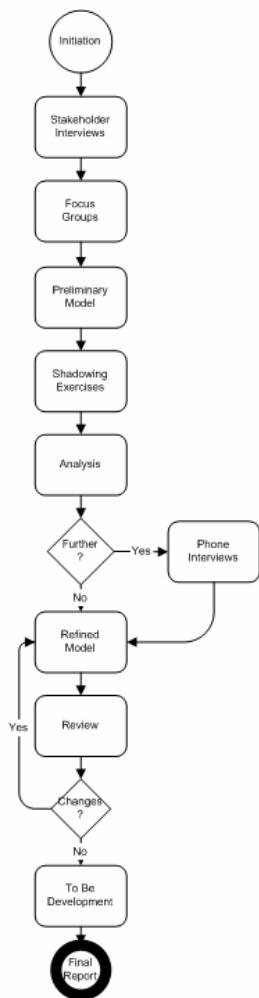 Initiation
Stakeholder
Interviews
Focus
Groups
Preliminary
Model
Shadowing
Exercises
Analysis
Further
?
Yes
Phone
Interviews
No
Refined
Model
Yes
Review
Changes
?
No
To Be
Development
Final
Report